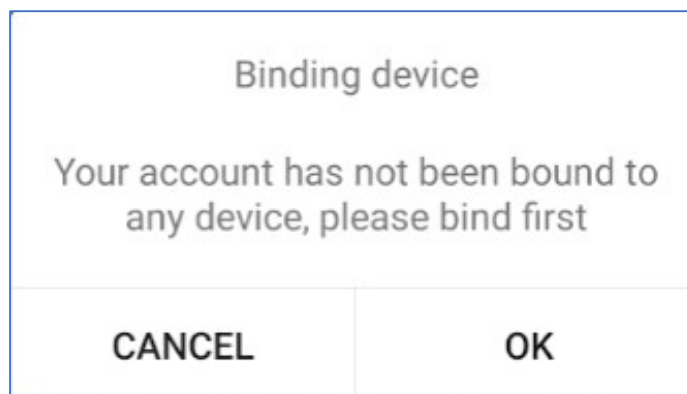 Binding device
Your account has not been bound to
any device, please bind first
CANCEL
OK